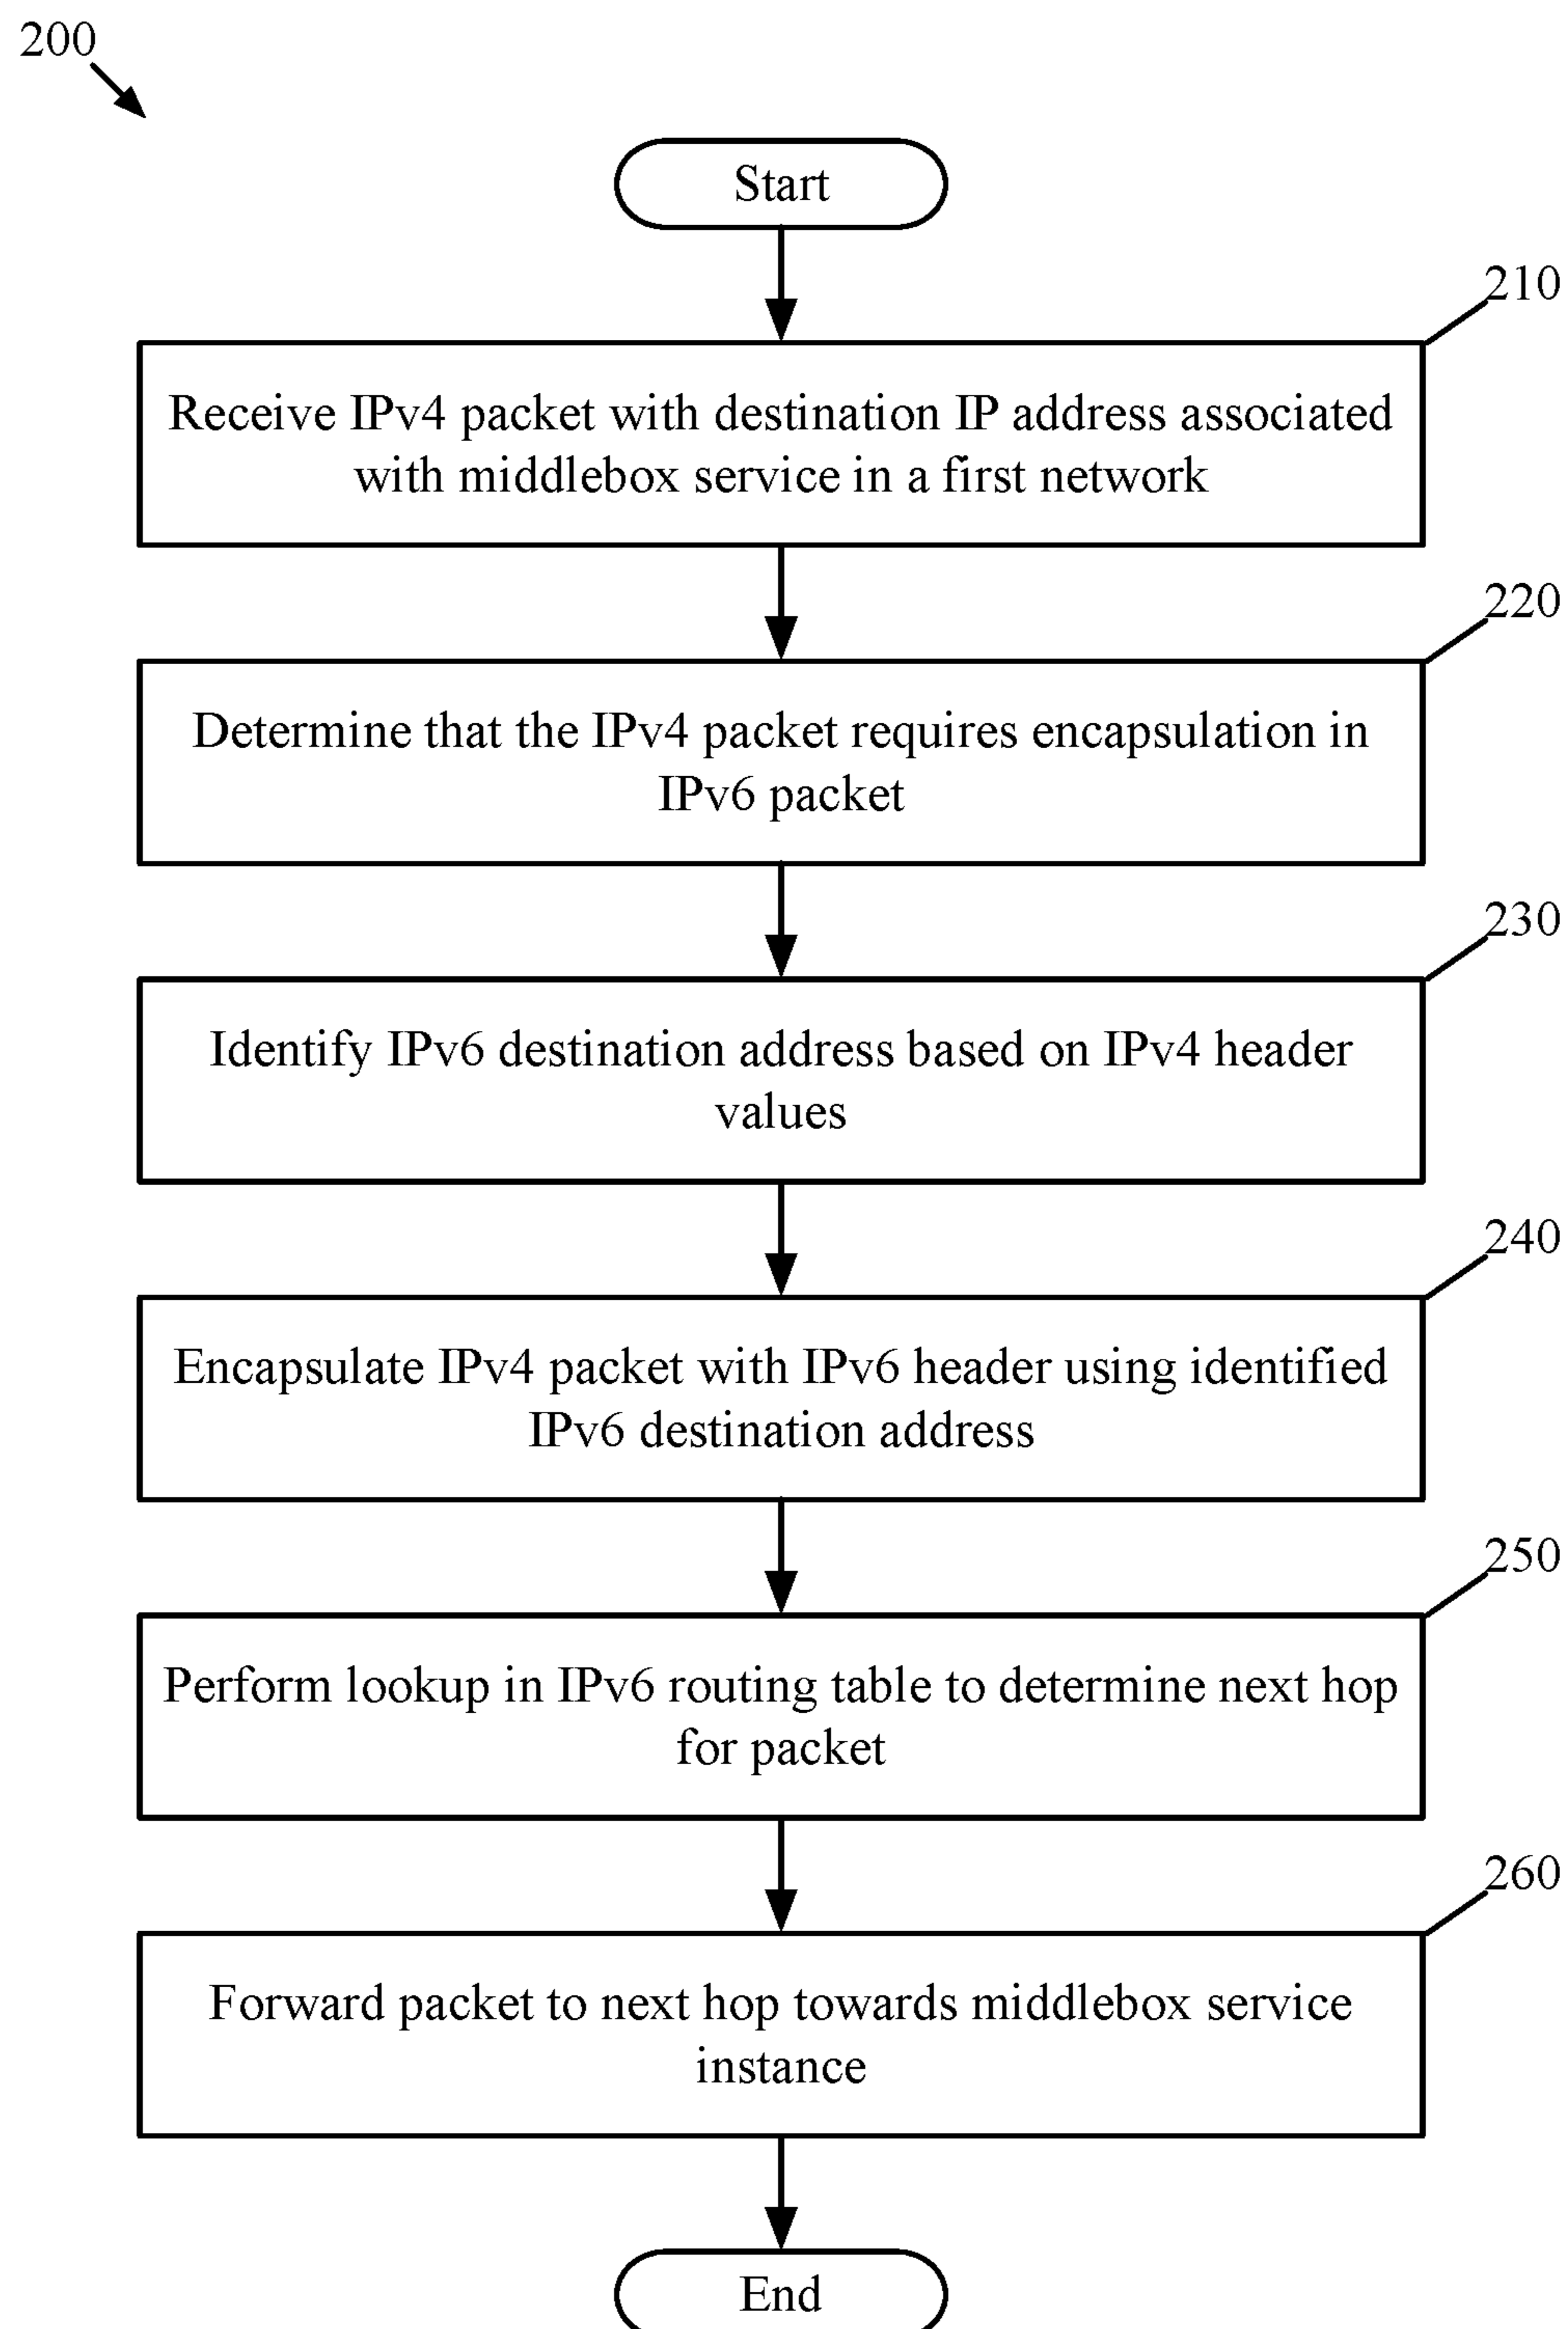 200
Start
210
Receive IPv4 packet with destination IP address associated
with middlebox service in a first network
220
Determine that the IPv4 packet requires encapsulation in
IPv6 packet
230
Identify IPv6 destination address based on IPv4 header
values
240
Encapsulate IPv4 packet with IPv6 header using identified
IPv6 destination address
250
Perform lookup in IPv6 routing table to determine next hop
for packet
260
Forward packet to next hop towards middlebox service
instance
End